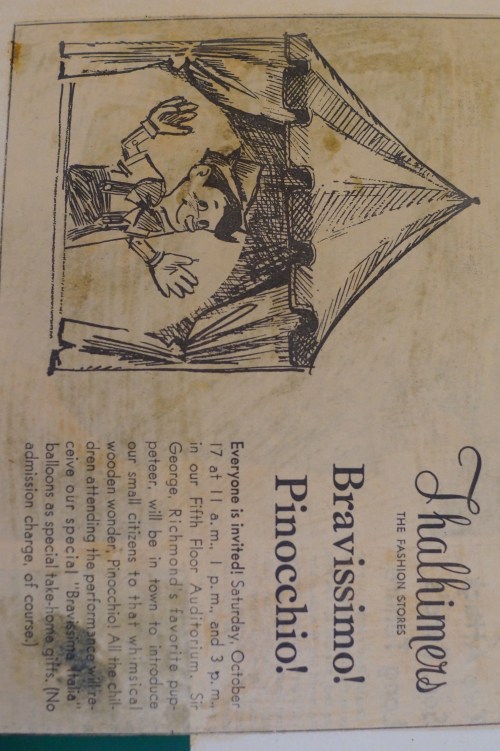 Thalhimers
THE FASHION STORES
Bravissimo!
Pinocchio!
Everyone is invited! Saturday, October
17 at 11 a.m., 1 p.m., and 3 p.m.,
in our Fifth Floor Auditorium. Sir
George, Richmond's favorite pup-
peteer, will be in town to introduce
our small citizens to that whimsical
wooden wonder, Pinocchio! All the chil-
dren attending the performance will re-
ceive our special "Bravissimo Italia"
balloons as special take-home gifts. (No
admission charge, of course.)